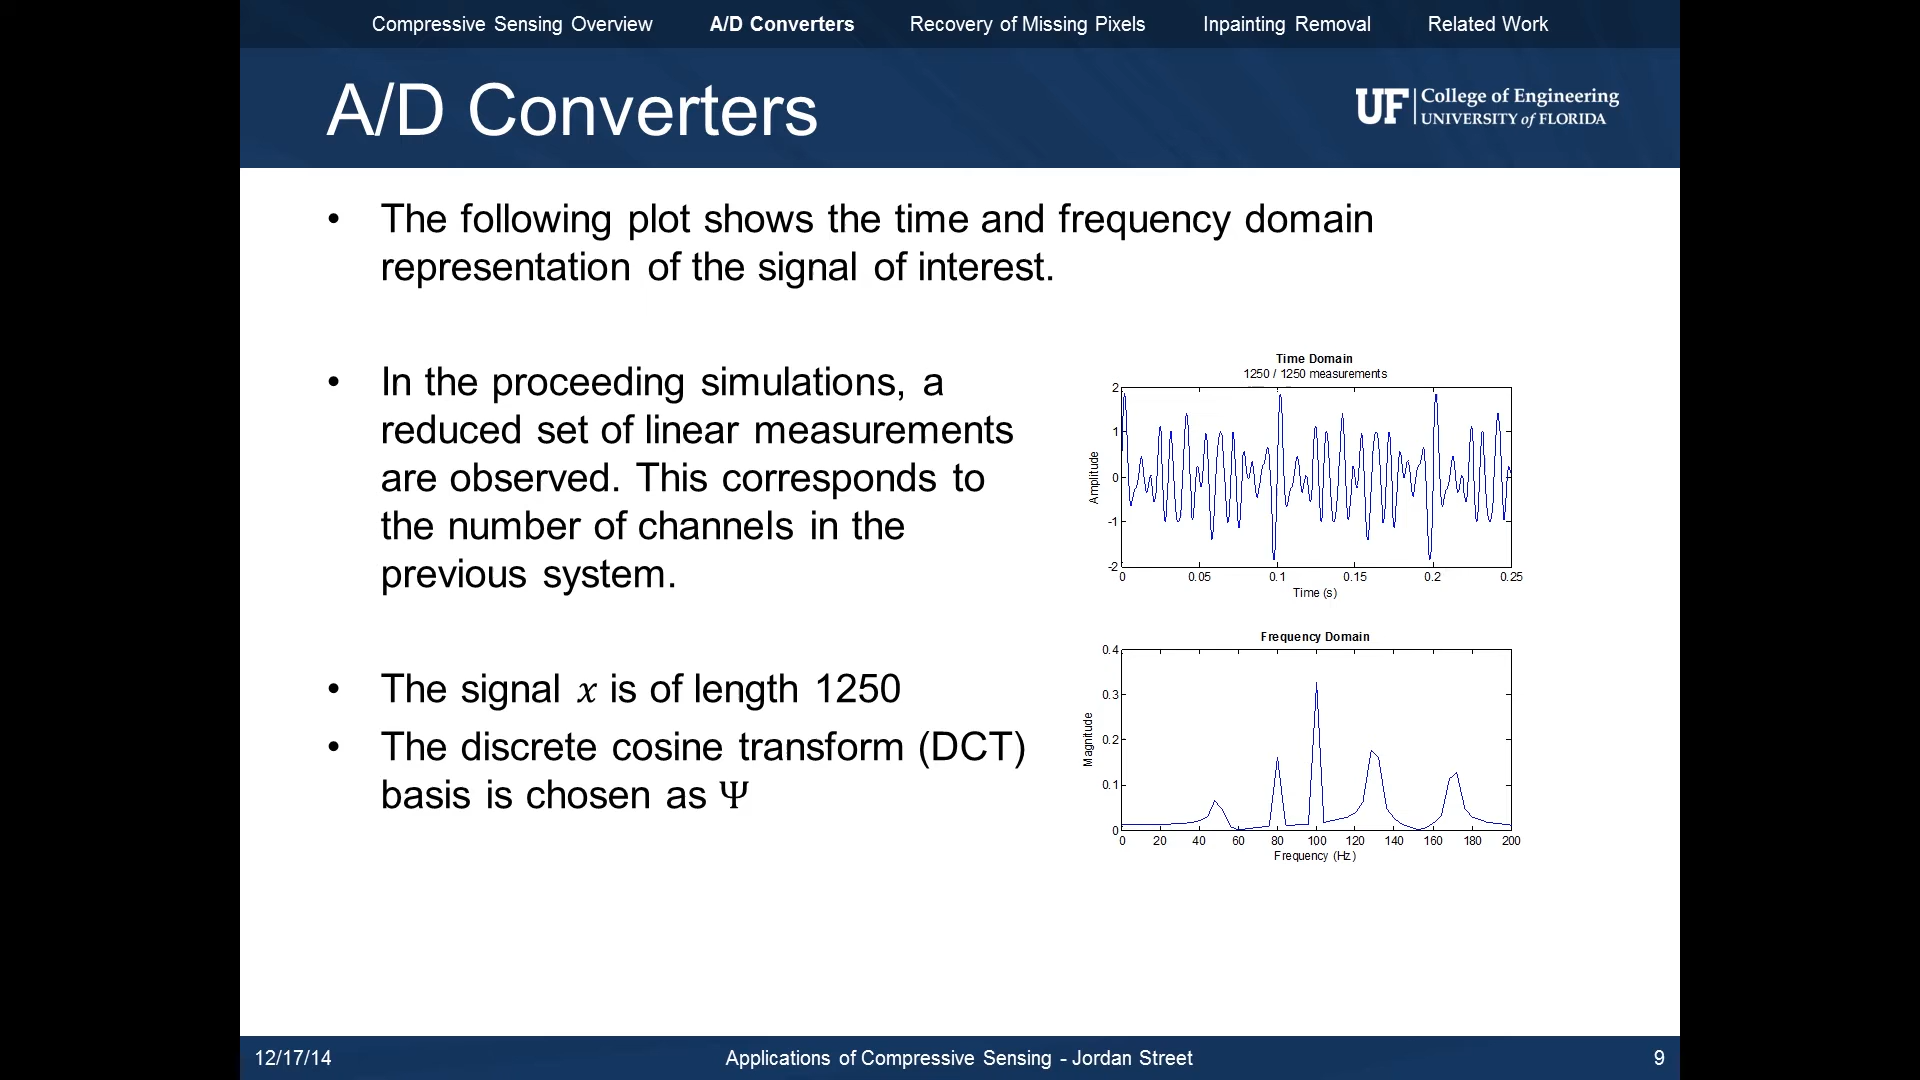 Compressive Sensing Overview A/D Converters Recovery of Missing Pixels Inpainting Removal Related Work
A/D Converters
UF College of Engineering
UNIVERSITY of FLORIDA
• The following plot shows the time and frequency domain
representation of the signal of interest.
• In the proceeding simulations, a
reduced set of linear measurements
are observed. This corresponds to
the number of channels in the
previous system.
• The signal x is of length 1250
• The discrete cosine transform (DCT)
basis is chosen as Ψ
Time Domain
1250 / 1250 measurements
Amplitude
2
1
0
-1
-2
0 0.05 0.1 0.15 0.2 0.25
Time (s)
Frequency Domain
Magnitude
0.4
0.3
0.2
0.1
0
0 20 40 60 80 100 120 140 160 180 200
Frequency (Hz)
12/17/14 Applications of Compressive Sensing - Jordan Street 9